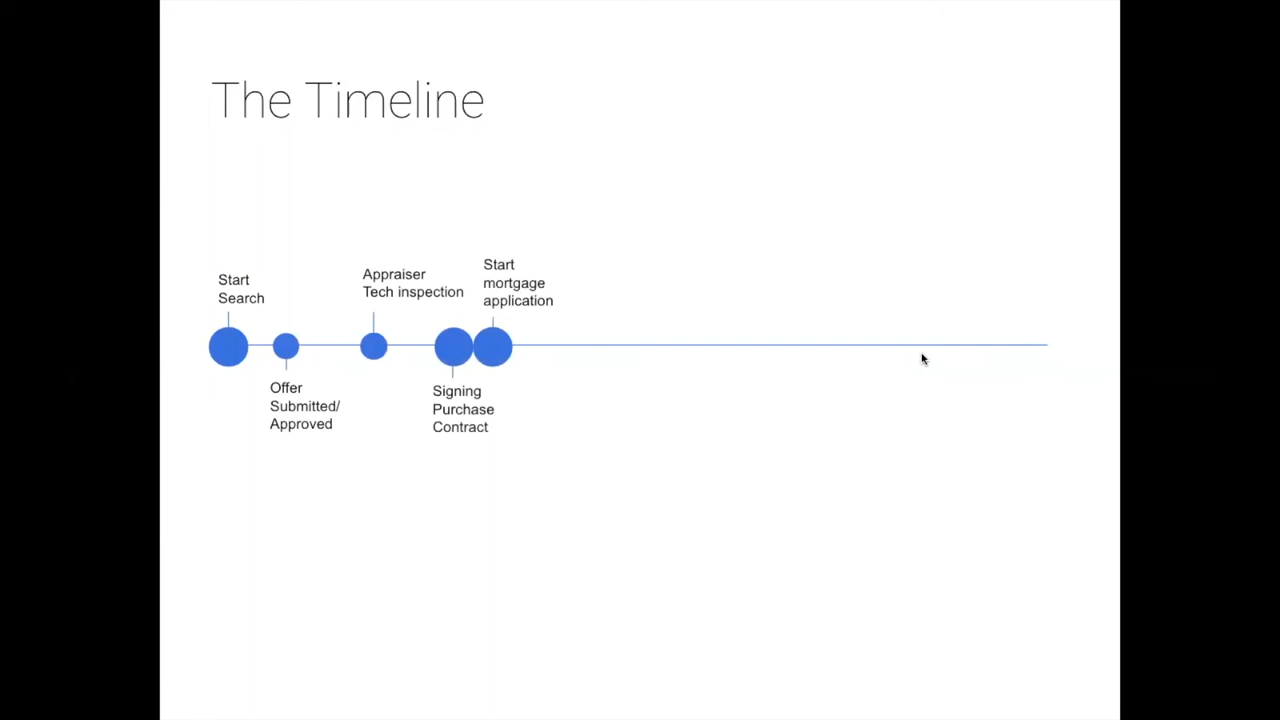 The Timeline
Start
Search
Offer
Submitted/
Approved
Appraiser
Tech inspection
Signing
Purchase
Contract
Start
mortgage
application